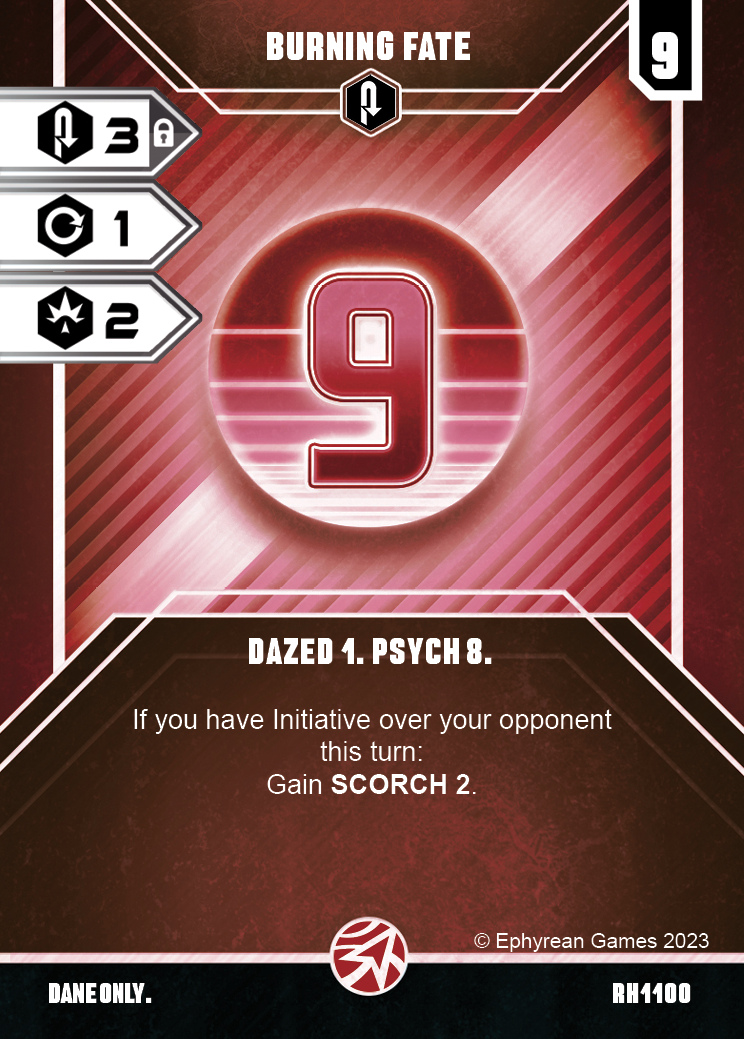 BURNING FATE
9
3
1
2
9
DAZED 1. PSYCH 8.
If you have Initiative over your opponent
this turn:
Gain SCORCH 2.
© Ephyrean Games 2023
DANE ONLY.
RH1100